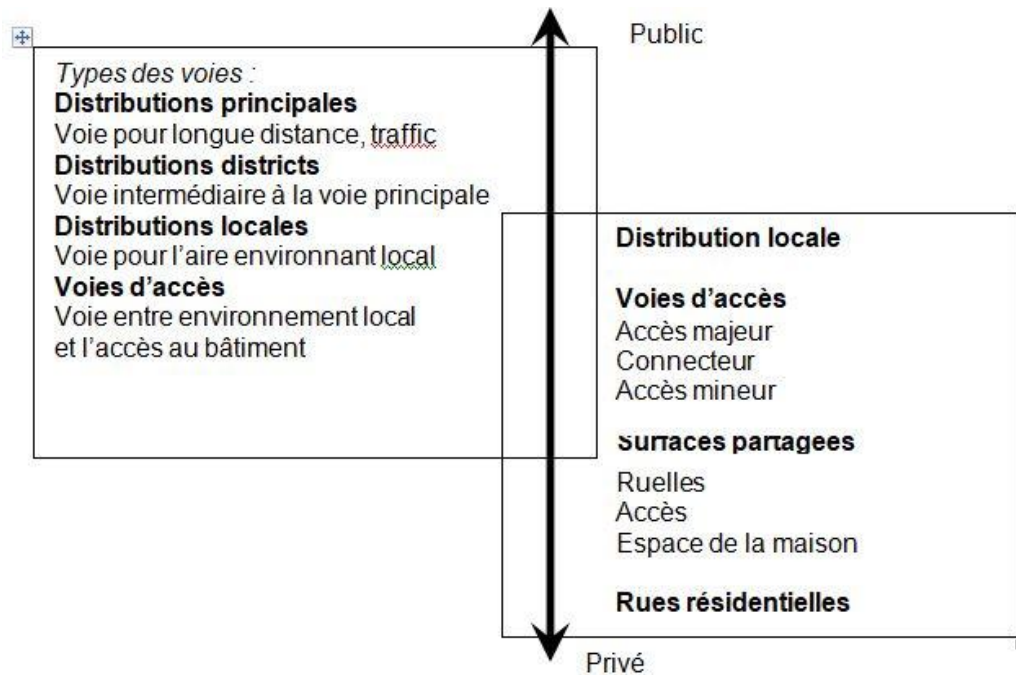 Public
Types des voies :
Distributions principales
Voie pour longue distance, traffic
Distributions districts
Voie intermédiaire à la voie principale
Distributions locales
Voie pour l'aire environnant local
Voies d'accès
Voie entre environnement local
et l'accès au bâtiment
Distribution locale
Voies d'accès
Accès majeur
Connecteur
Accès mineur
Surfaces partagées
Ruelles
Accès
Espace de la maison
Rues résidentielles
Privé